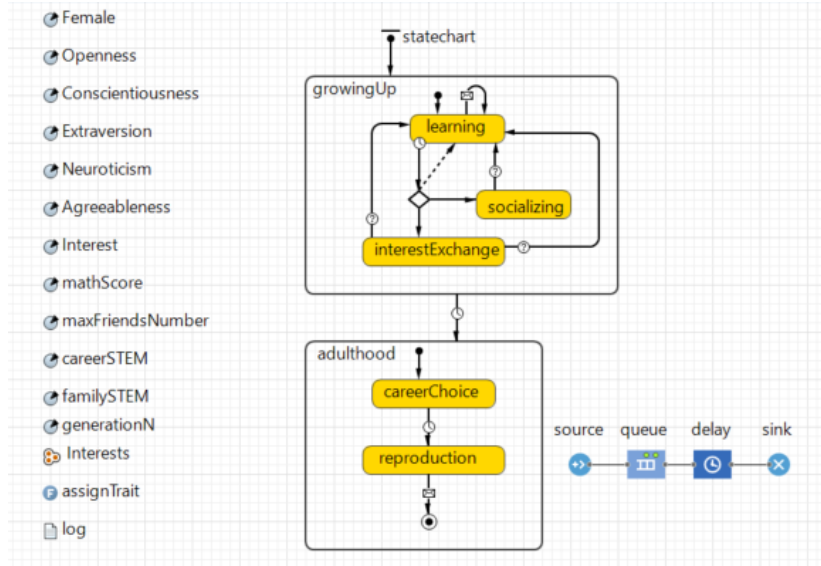 Female
Openness
Conscientiousness
Extraversion
Neuroticism
Agreeableness
Interest
mathScore
maxFriendsNumber
careerSTEM
familySTEM
generationN
Interests
F assignTrait
log
statechart
growingUp
learning
?
socializing
?
interestExchange
?
adulthood
careerChoice
reproduction
source queue delay sink